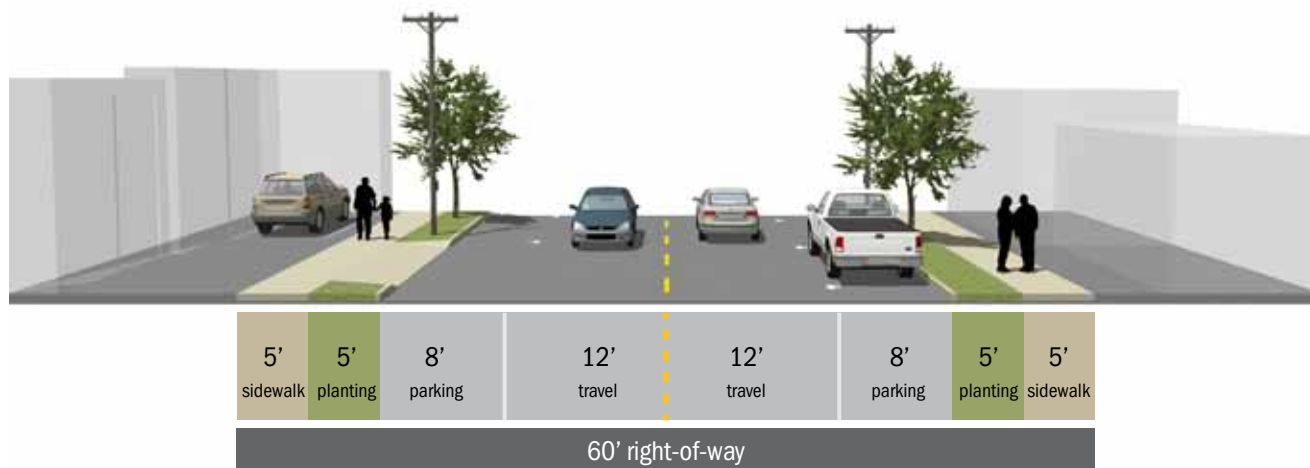 5’ 5’ 8’ 12’ 12’ 8’ 5’ 5’
sidewalk planting parking travel travel parking planting sidewalk
60’ right-of-way